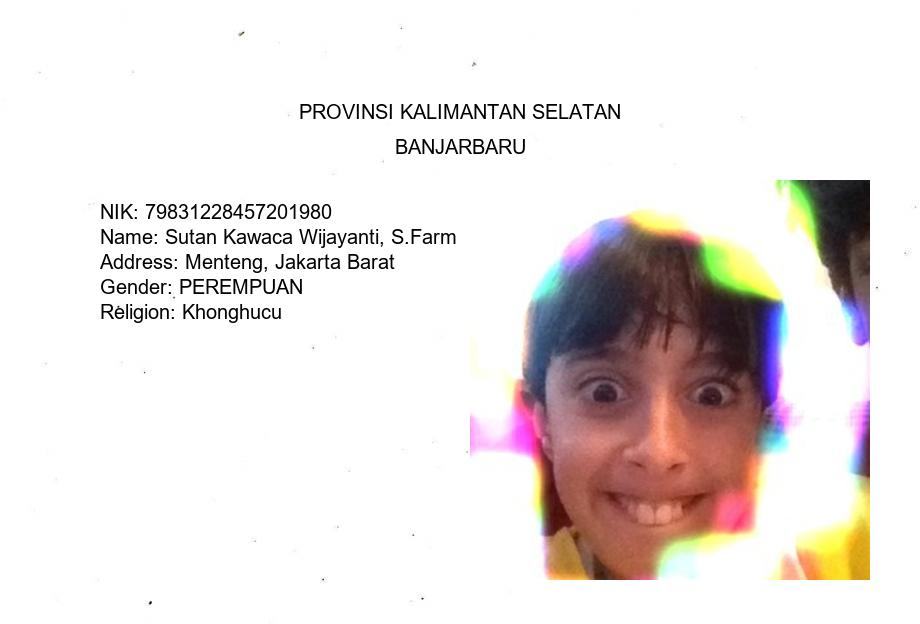 PROVINSI KALIMANTAN SELATAN
BANJARBARU
NIK: 79831228457201980
Name: Sutan Kawaca Wijayanti, S.Farm
Address: Menteng, Jakarta Barat
Gender: PEREMPUAN
Religion: Khonghucu